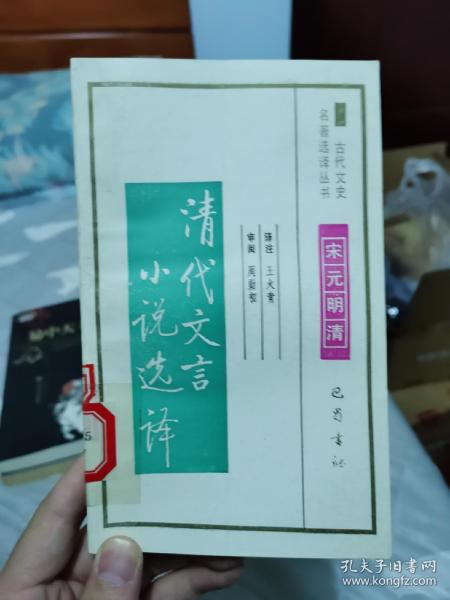 古代文史
名著选译丛书
宋元明清
巴蜀书社
译注 王火青
审阅 周勋初
清代文言
小说选译
5
孔夫子旧书网
www.kongfz.com